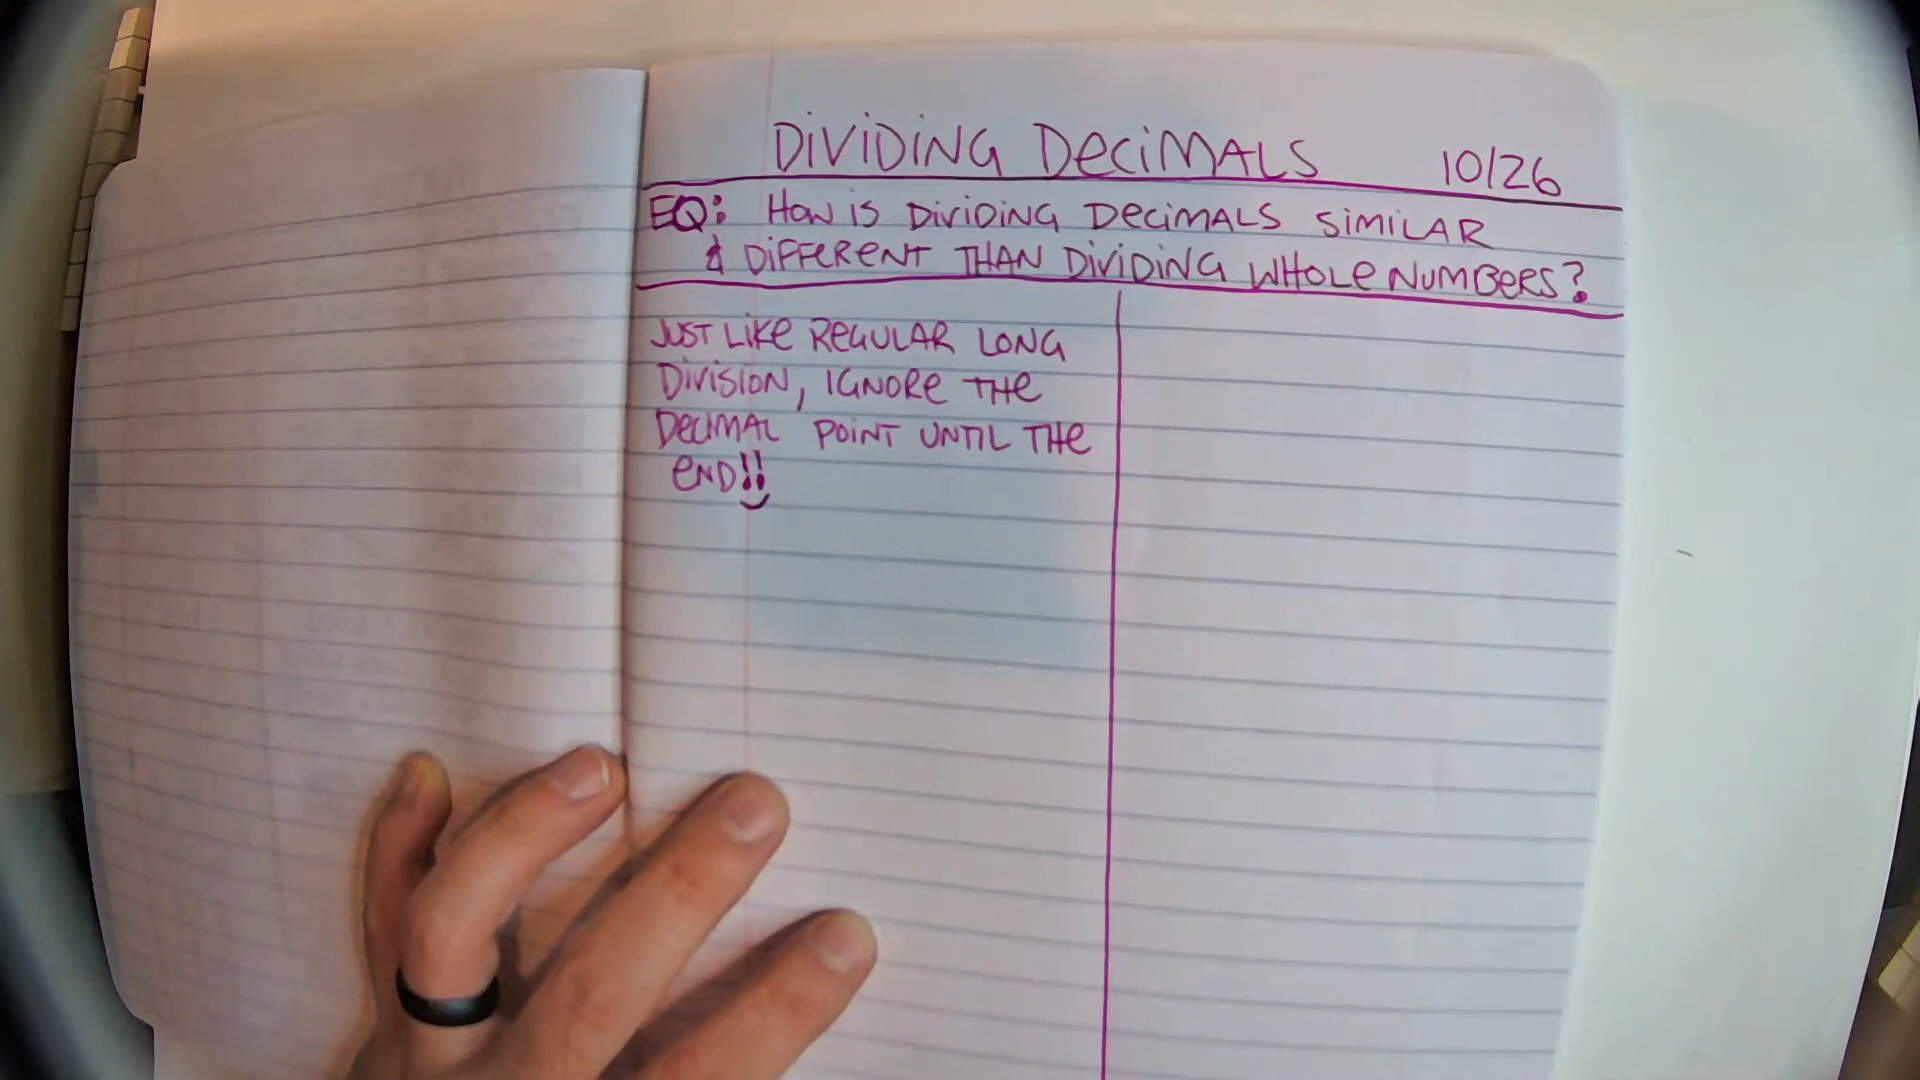 DIVIDING DECIMALS 10/26
EQ: HOW IS DIVIDING DECIMALS SIMILAR
& DIFFERENT THAN DIVIDING WHOLE NUMBERS?
JUST LIKE REGULAR LONG
DIVISION, IGNORE THE
DECIMAL POINT UNTIL THE
END!!